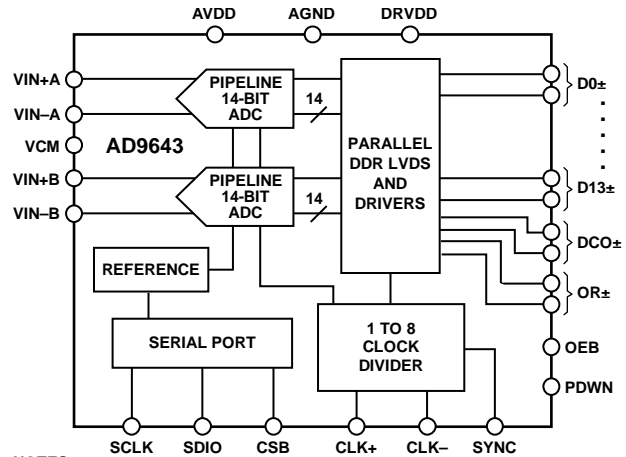 AVDD AGND DRVDD
VIN+A
VIN–A
VCM
VIN+B
VIN–B
AD9643
PIPELINE
14-BIT
ADC
14
PIPELINE
14-BIT
ADC
14
PARALLEL
DDR LVDS
AND
DRIVERS
D0±
D13±
DCO±
OR±
OEB
PDWN
REFERENCE
SERIAL PORT
1 TO 8
CLOCK
DIVIDER
SCLK SDIO CSB CLK+ CLK– SYNC